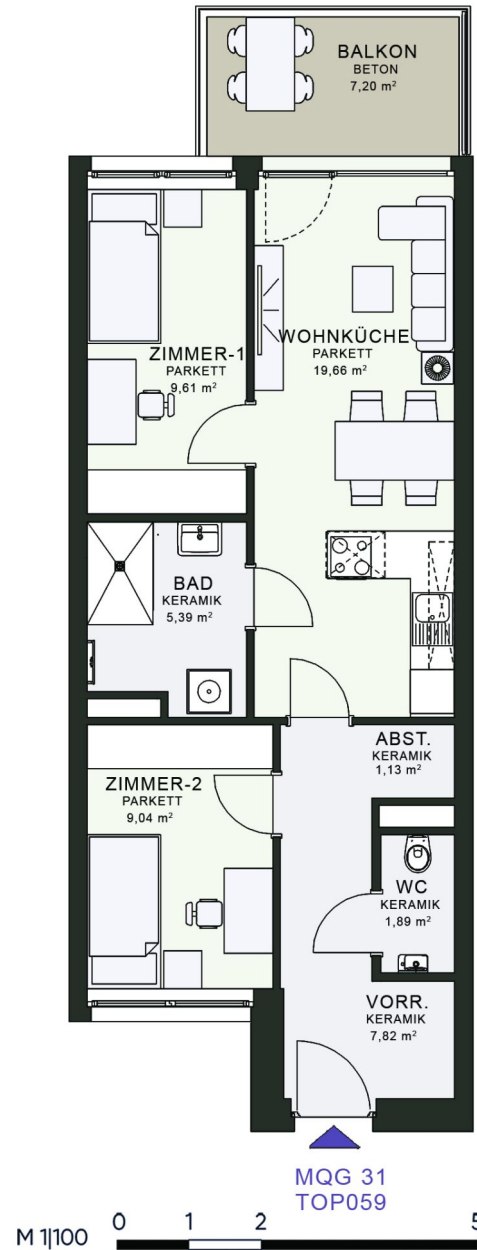 BALKON
BETON
7,20 m²
ZIMMER-1
PARKETT
9,61 m²
WOHNKÜCHE
PARKETT
19,66 m²
BAD
KERAMIK
5,39 m²
ABST.
KERAMIK
1,13 m²
ZIMMER-2
PARKETT
9,04 m²
WC
KERAMIK
1,89 m²
VORR.
KERAMIK
7,82 m²
MQG 31
TOP059
M 1|100 0 1 2 5